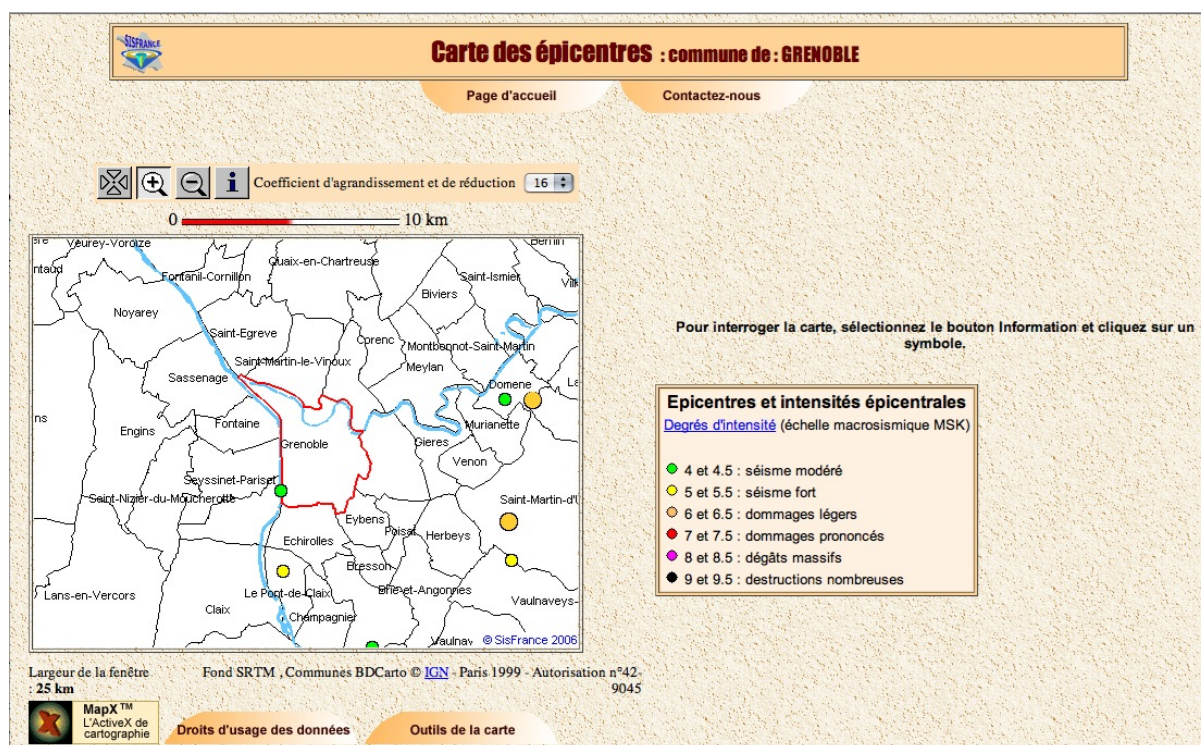 SISFRANCE
Carte des épicentres : commune de : GRENOBLE
Page d'accueil
Contactez-nous
Coefficient d'agrandissement et de réduction 16
0 10 km
Veurey-Voroize
Bernin
ntaud
Fontanil-Cornillon
Quaix-en-Chartreuse
Saint-Ismier
Biviers
Noyarey
Saint-Egreve
Corenc
Montbonnot-Saint-Martin
Saint-Martin-le-Vinoux
Meylan
Sassenage
Domene
ns
Engins
Fontaine
Grenoble
Murianette
Gieres
Venon
Seyssinet-Pariset
Saint-Nizier-du-Moucherotte
Saint-Martin-d'U
Eybens
Poisat
Herbeys
Echirolles
Bresson
Lans-en-Vercors
Le Pont-de-Claix
Brie-et-Angonnes
Vaulnaveys-
Claix
Champagnier
Vaulnav
© SisFrance 2006
Pour interroger la carte, sélectionnez le bouton Information et cliquez sur un
symbole.
Epicentres et intensités épicentrales
Degrés d'intensité (échelle macrosismique MSK)
4 et 4.5 : séisme modéré
5 et 5.5 : séisme fort
6 et 6.5 : dommages légers
7 et 7.5 : dommages prononcés
8 et 8.5 : dégâts massifs
9 et 9.5 : destructions nombreuses
Largeur de la fenêtre
: 25 km
Fond SRTM , Communes BDCarto © IGN - Paris 1999 - Autorisation n°42-
9045
MapX™
L'ActiveX de
cartographie
Droits d'usage des données
Outils de la carte